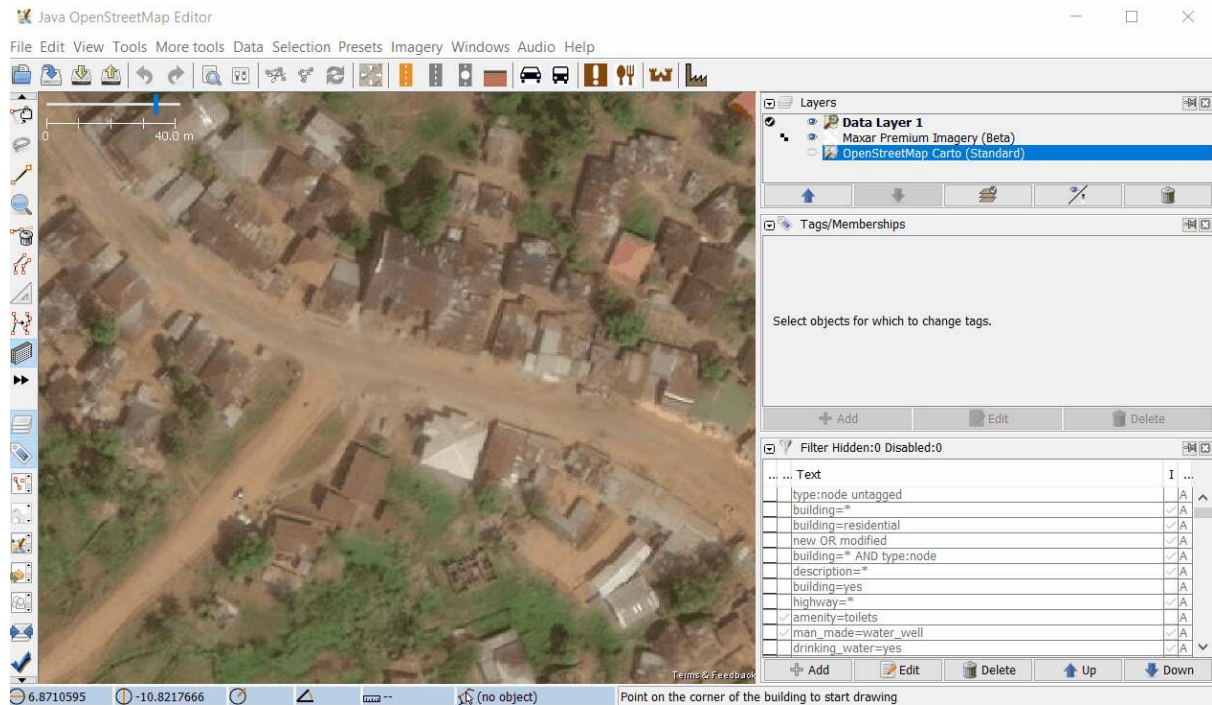 Java OpenStreetMap Editor
File Edit View Tools More tools Data Selection Presets Imagery Windows Audio Help
0 40.0 m
Layers
Data Layer 1
Maxar Premium Imagery (Beta)
OpenStreetMap Carto (Standard)
Tags/Memberships
Select objects for which to change tags.
Add Edit Delete
Filter Hidden:0 Disabled:0
... ... Text I ...
type:node untagged A
building=* A
building=residential A
new OR modified A
building=* AND type:node A
description=* A
building=yes A
highway=* A
amenity=toilets A
man_made=water_well A
drinking_water=yes A
Terms & Feedback
Add Edit Delete Up Down
6.8710595 -10.8217666 -- (no object) Point on the corner of the building to start drawing